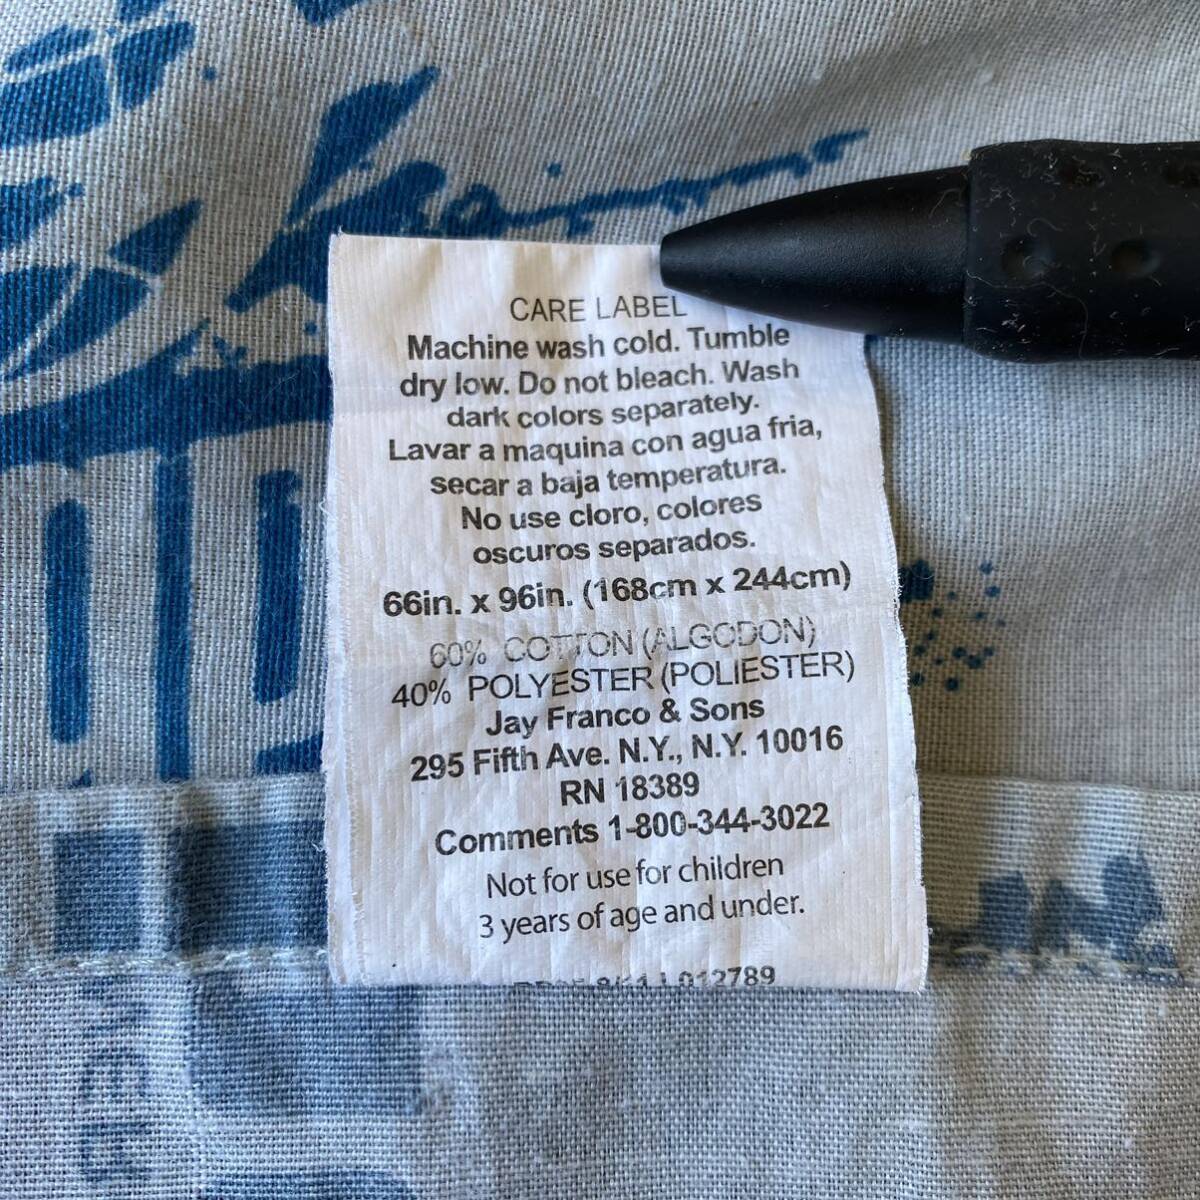 CARE LABEL
Machine wash cold. Tumble
dry low. Do not bleach. Wash
dark colors separately.
Lavar a maquina con agua fria,
secar a baja temperatura.
No use cloro, colores
oscuros separados.
66in. x 96in. (168cm x 244cm)
60% COTTON (ALGODON)
40% POLYESTER (POLIESTER)
Jay Franco & Sons
295 Fifth Ave. N.Y., N.Y. 10016
RN 18389
Comments 1-800-344-3022
Not for use for children
3 years of age and under.
L012789